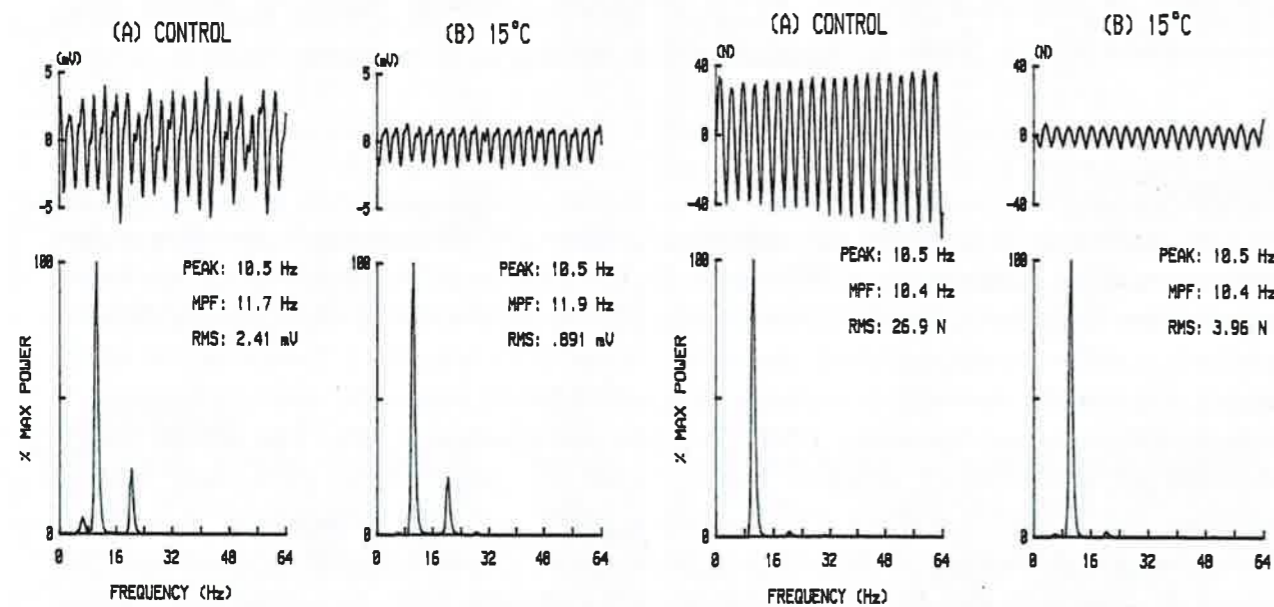 (A) CONTROL
(mV)
5
0
-5
100
PEAK: 10.5 Hz
MPF: 11.7 Hz
RMS: 2.41 mV
% MAX POWER
0
0 16 32 48 64
FREQUENCY (Hz)
(B) 15°C
(mV)
5
0
-5
100
PEAK: 10.5 Hz
MPF: 11.9 Hz
RMS: .891 mV
0
0 16 32 48 64
(A) CONTROL
(N)
40
0
-40
100
PEAK: 10.5 Hz
MPF: 10.4 Hz
RMS: 26.9 N
% MAX POWER
0
0 16 32 48 64
FREQUENCY (Hz)
(B) 15°C
(N)
40
0
-40
100
PEAK: 10.5 Hz
MPF: 10.4 Hz
RMS: 3.96 N
0
0 16 32 48 64